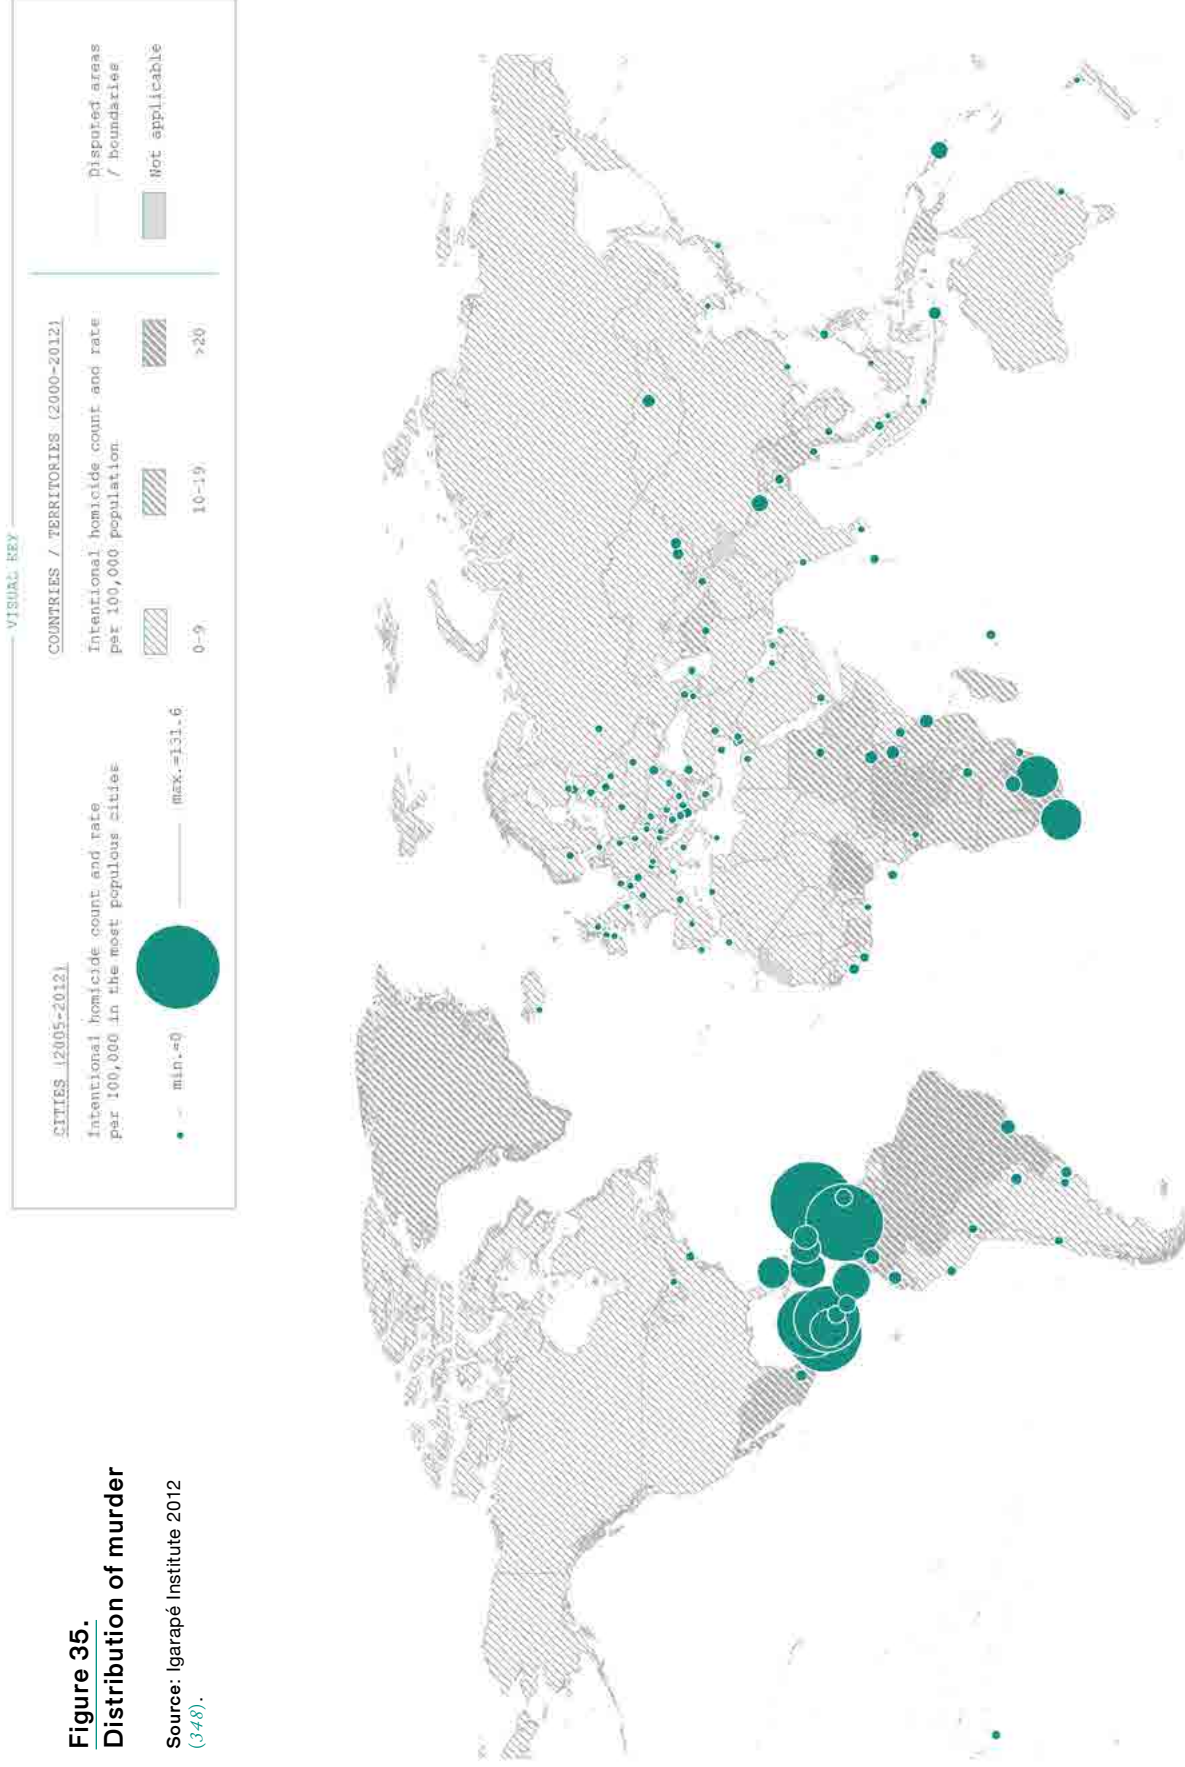 Figure 35.
Distribution of murder
Source: Igarapé Institute 2012
(348).
VISUAL KEY
CITIES (2005-2012)
Intentional homicide count and rate
per 100,000 in the most populous cities
min.=0
max.=131.6
COUNTRIES / TERRITORIES (2000-2012)
Intentional homicide count and rate
per 100,000 population
0-9
10-19
>20
Disputed areas
/ boundaries
Not applicable